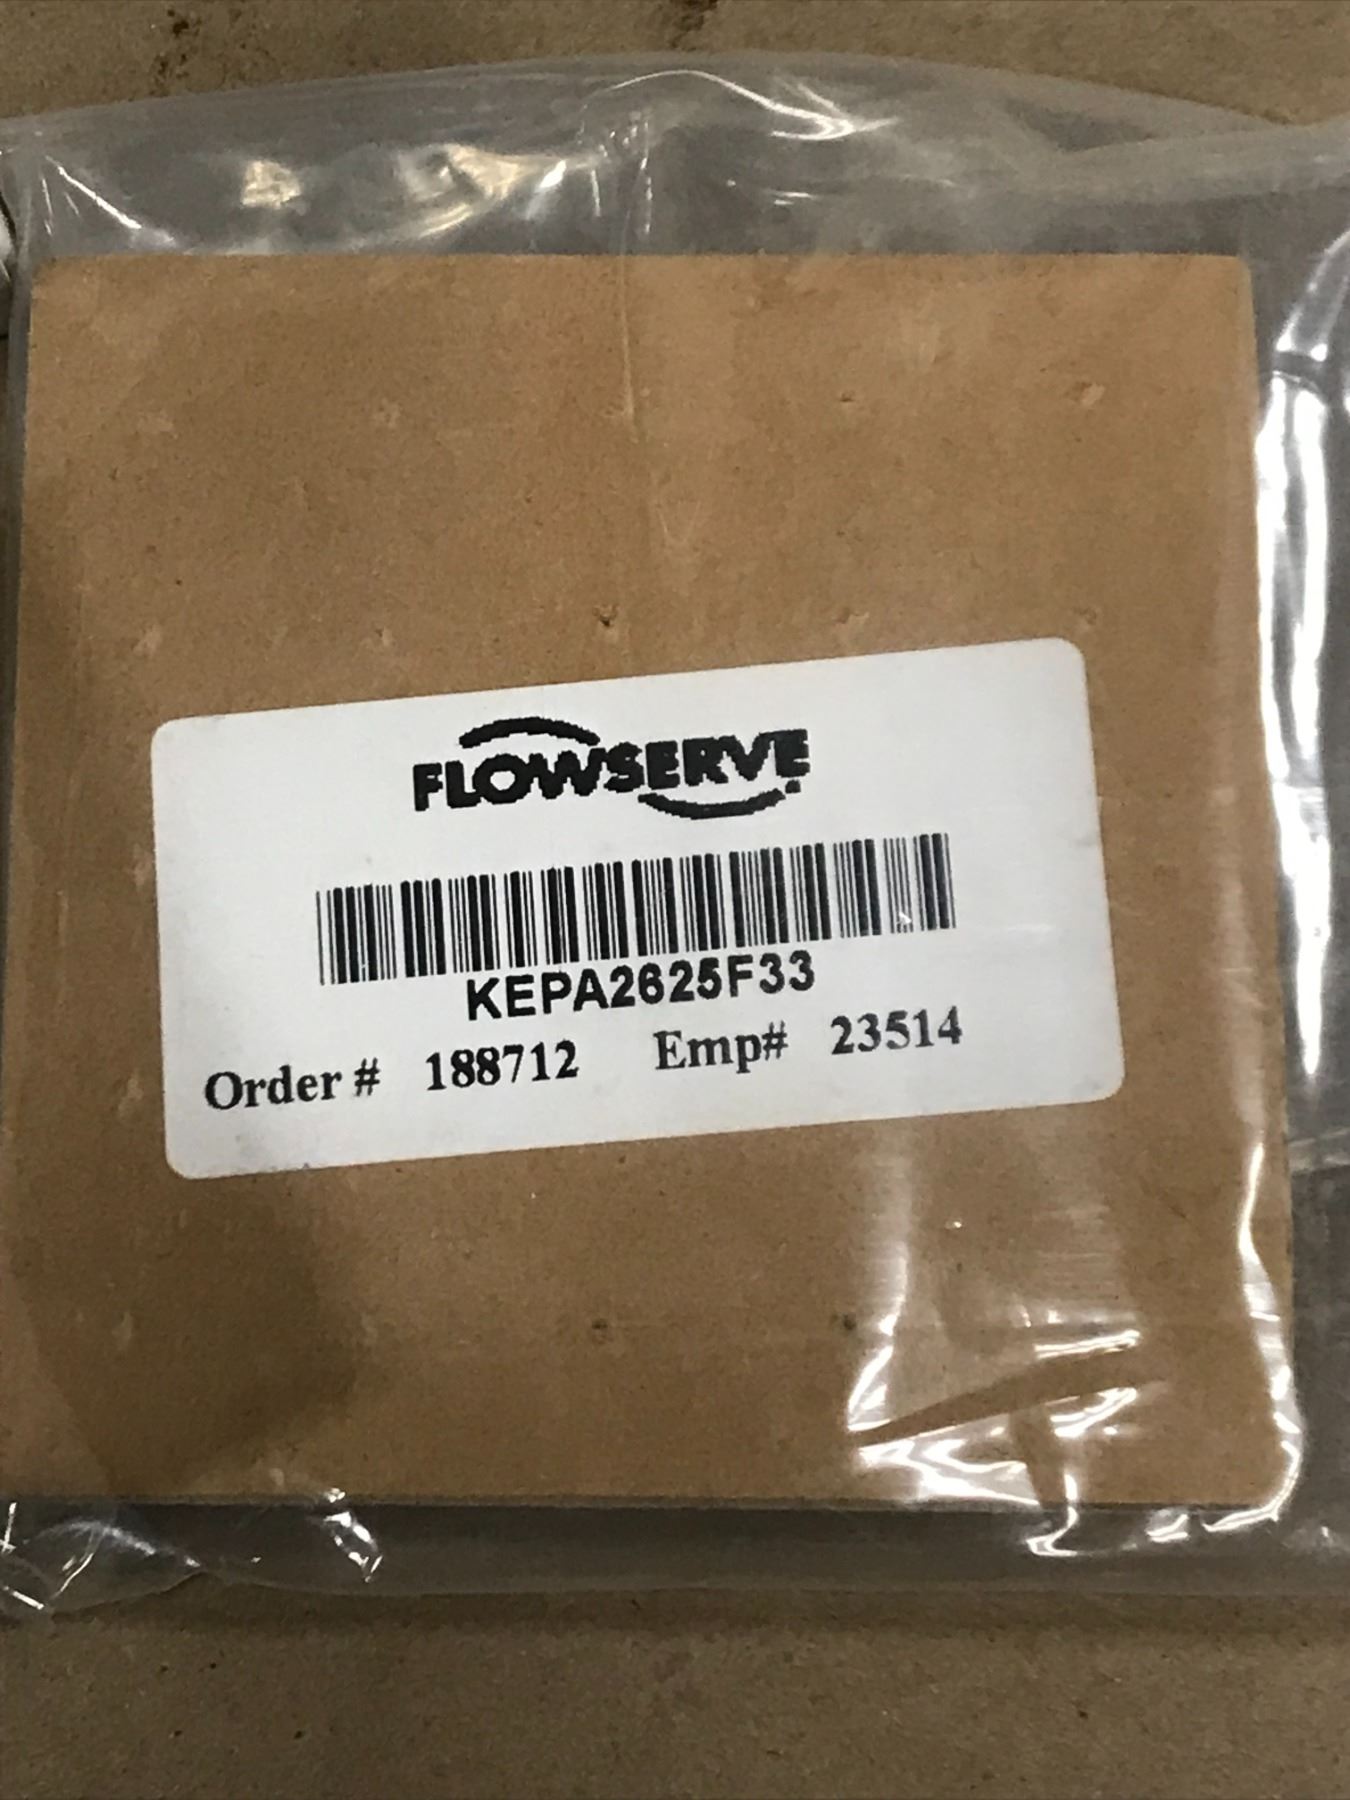 FLOWSERVE
KEPA2625F33
Order # 188712 Emp# 23514